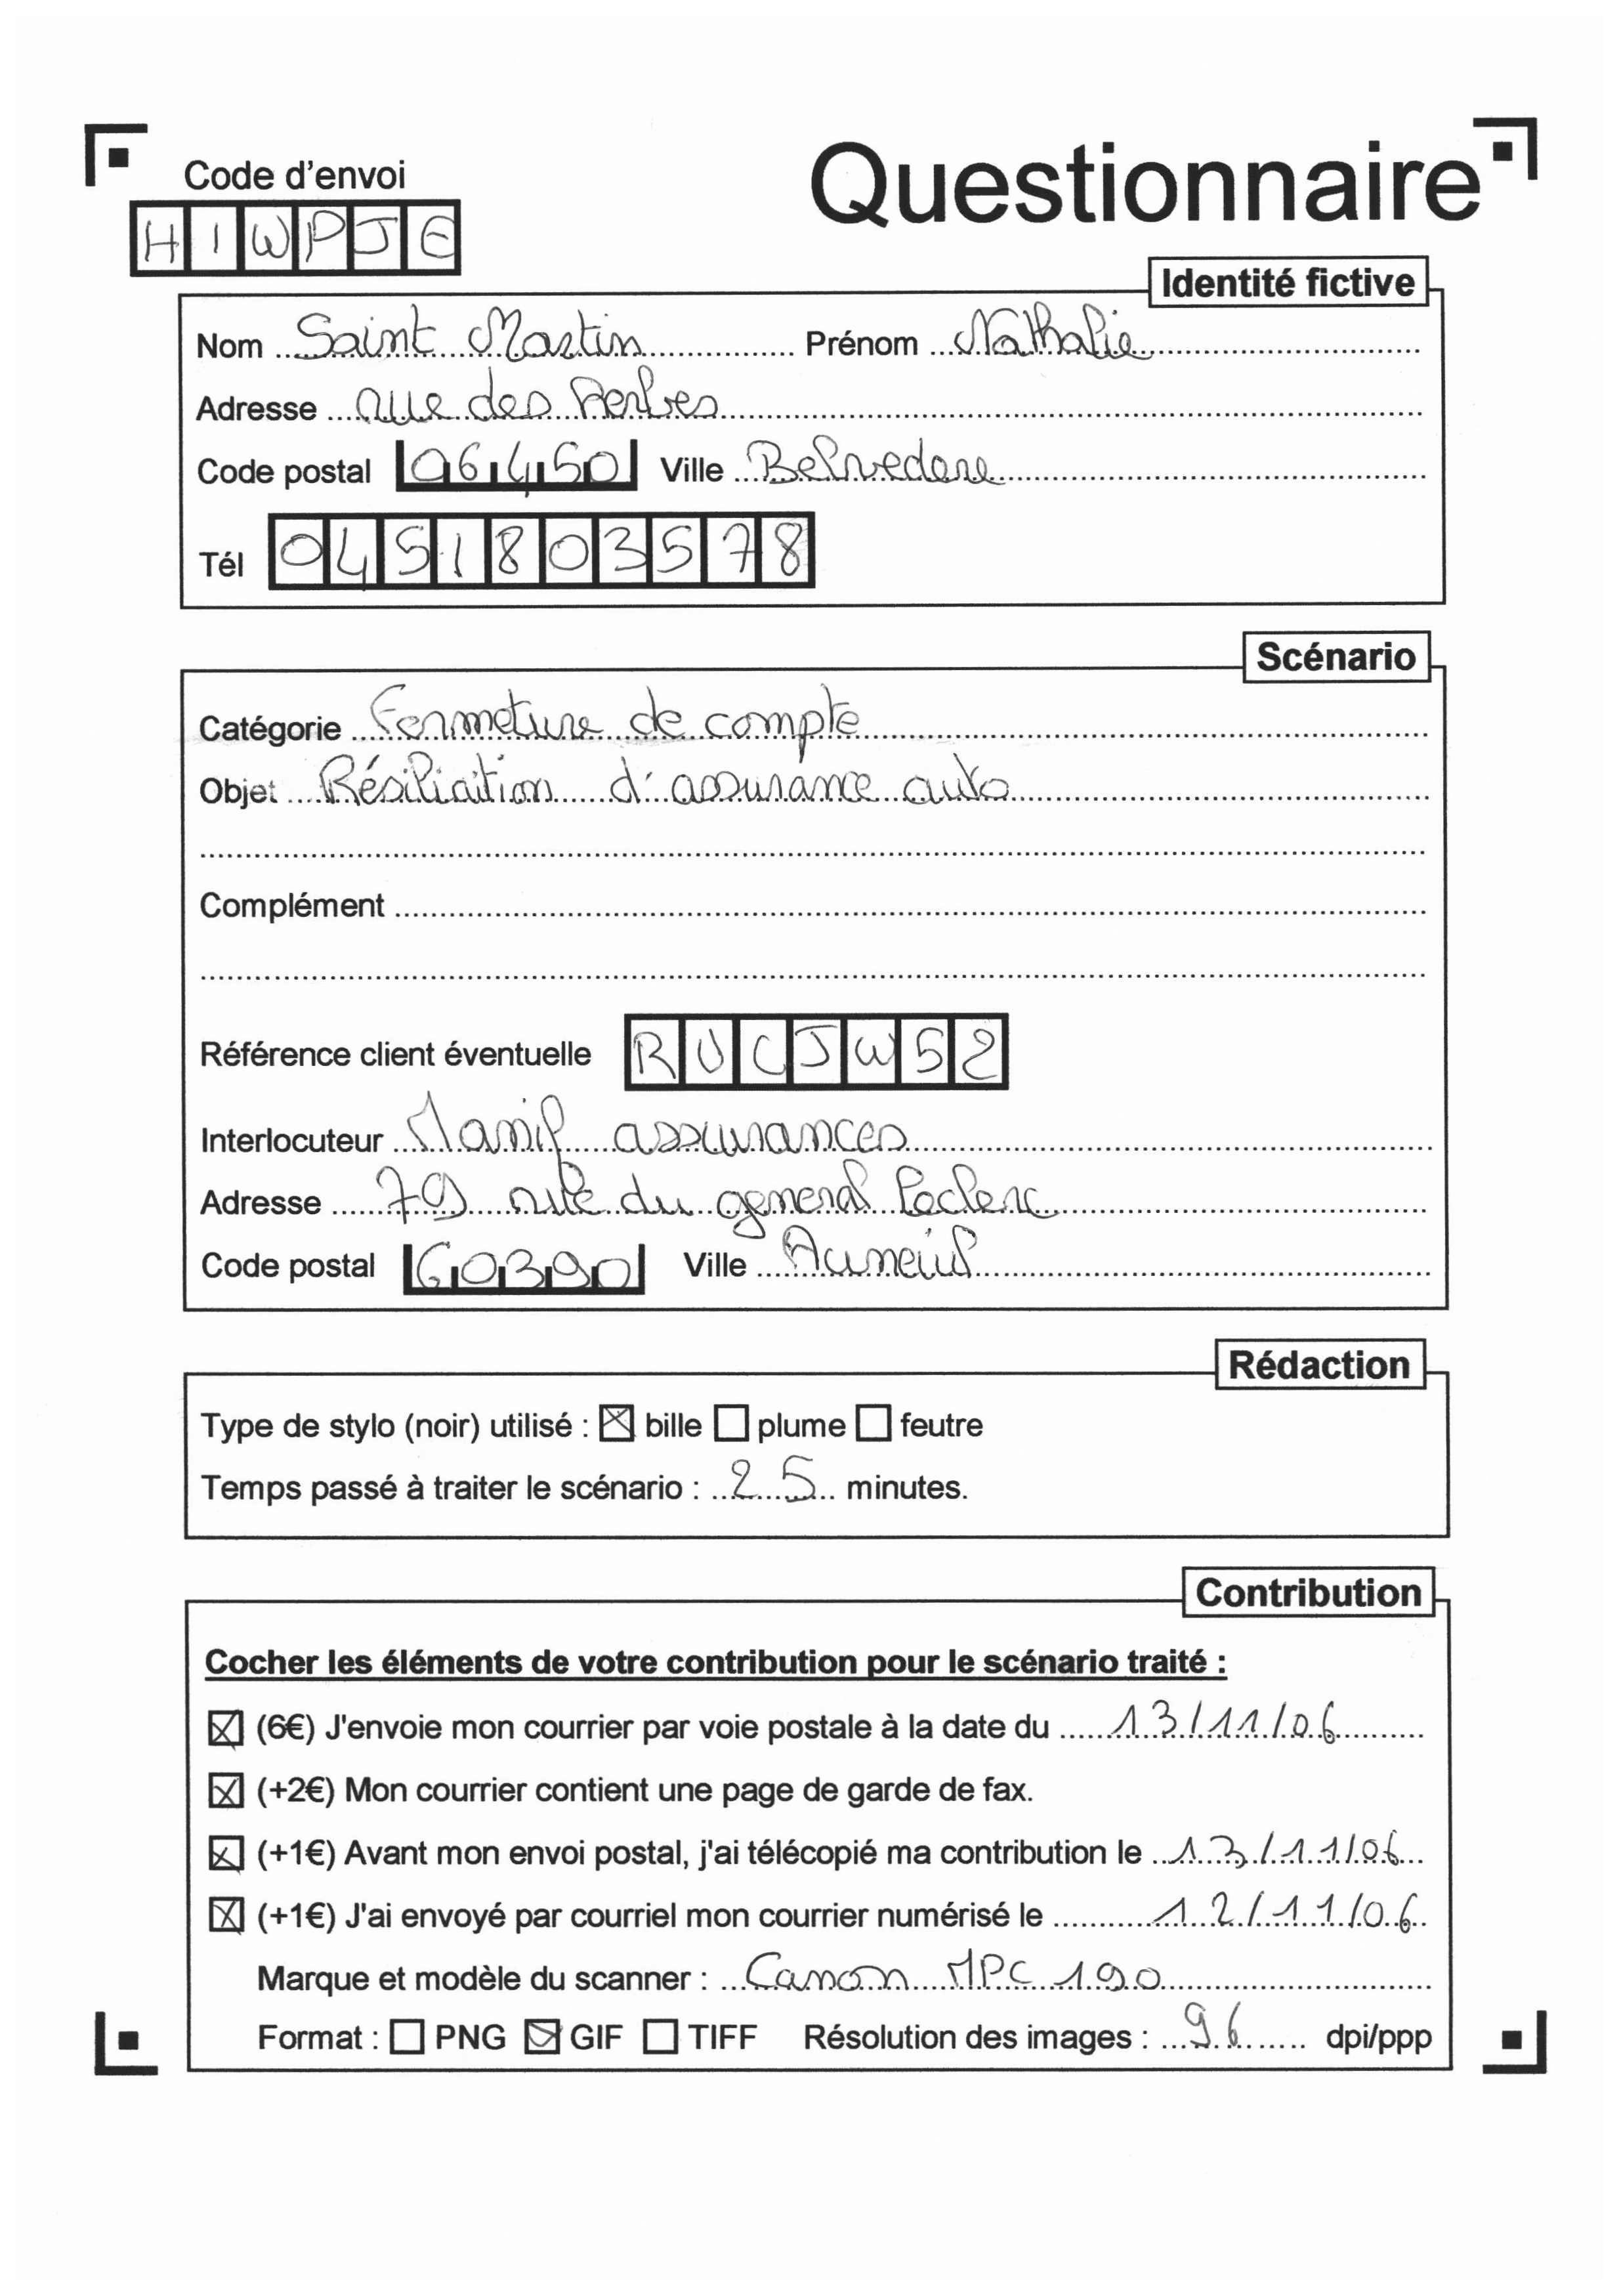 Code d'envoi
Questionnaire
HIWPJE
Identité fictive
Nom Saint Martin Prénom Nathalie
Adresse rue des
Code postal 06450 Ville Belvedere
Tél 0451803578
Scénario
Catégorie Fermeture de compte
Objet Résiliation d'assurance auto
Complément
Référence client éventuelle RUCJW52
Interlocuteur assurances
Adresse 79 rue du general leclerc
Code postal 60390 Ville Auneuil
Rédaction
Type de stylo (noir) utilisé : ☒ bille ☐ plume ☐ feutre
Temps passé à traiter le scénario : 25 minutes.
Contribution
Cocher les éléments de votre contribution pour le scénario traité :
☒ (6€) J'envoie mon courrier par voie postale à la date du 13/11/06
☒ (+2€) Mon courrier contient une page de garde de fax.
☒ (+1€) Avant mon envoi postal, j'ai télécopié ma contribution le 13/11/06
☒ (+1€) J'ai envoyé par courriel mon courrier numérisé le 12/11/06
Marque et modèle du scanner : Canon MPC 190
Format : ☐ PNG ☒ GIF ☐ TIFF Résolution des images : 96 dpi/ppp